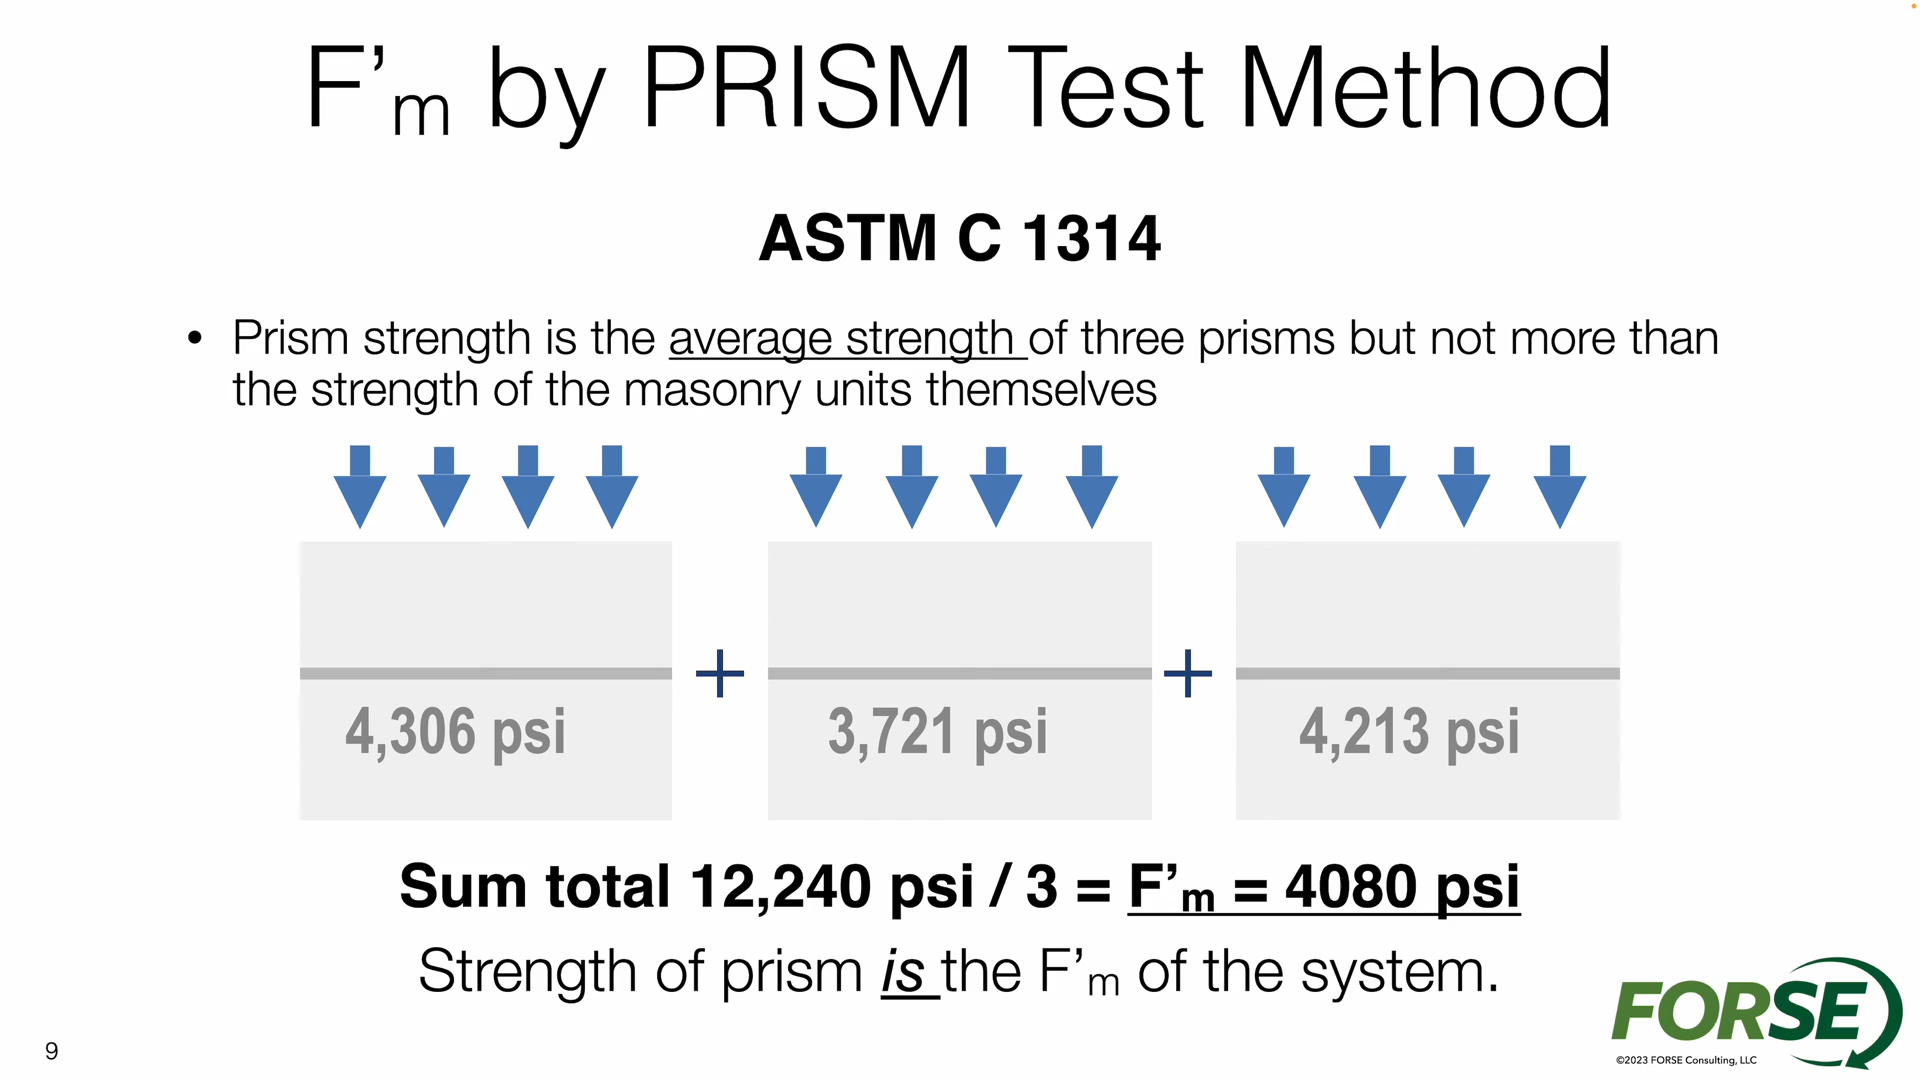 F’m by PRISM Test Method
ASTM C 1314
• Prism strength is the average strength of three prisms but not more than
the strength of the masonry units themselves
4,306 psi + 3,721 psi + 4,213 psi
Sum total 12,240 psi / 3 = F’m = 4080 psi
Strength of prism is the F’m of the system.
FORSE
©2023 FORSE Consulting, LLC
9